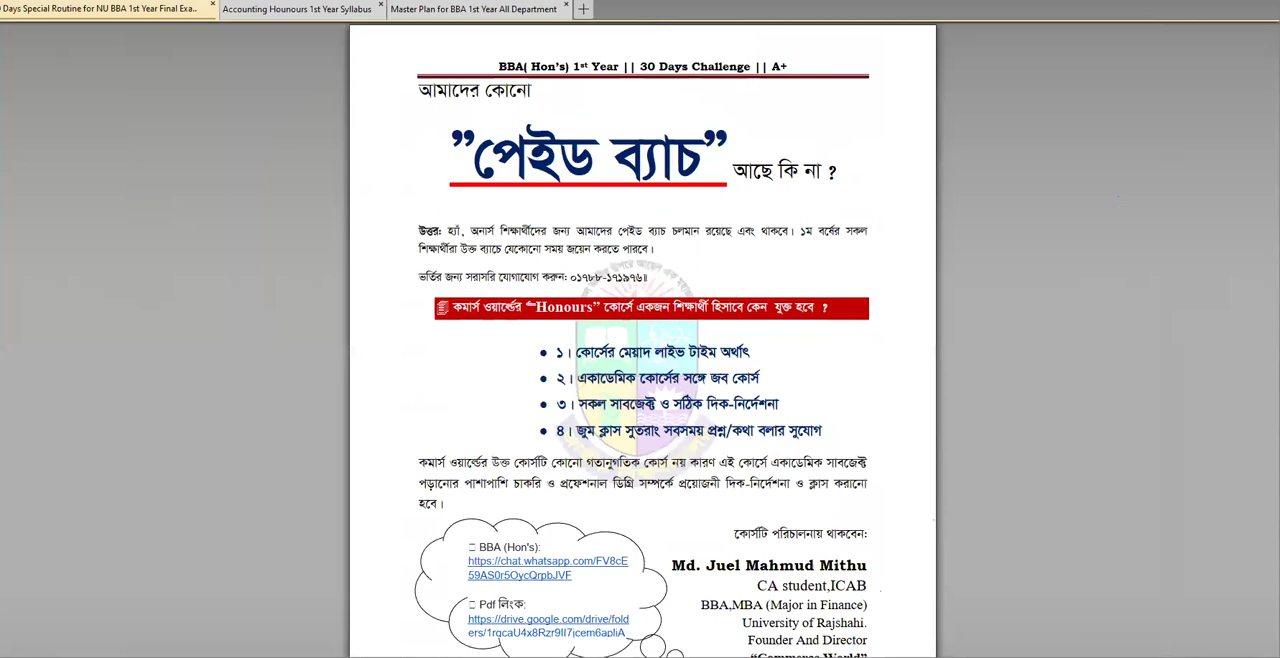 0 Days Special Routine for NU BBA 1st Year Final Exa.. Accounting Hounours 1st Year Syllabus Master Plan for BBA 1st Year All Department
BBA( Hon’s) 1st Year || 30 Days Challenge || A+
আমাদের কোনো
”পেইড ব্যাচ” আছে কি না ?
উত্তর: হ্যাঁ, অনার্স শিক্ষার্থীদের জন্য আমাদের পেইড ব্যাচ চলমান রয়েছে এবং থাকবে। ১ম বর্ষের সকল
শিক্ষার্থীরা উক্ত ব্যাচে যেকোনো সময় জয়েন করতে পারবে।
ভর্তির জন্য সরাসরি যোগাযোগ করুন: ০১৭৮৮-১৭১৯৭৬॥
কমার্স ওয়ার্ল্ডের “Honours” কোর্সে একজন শিক্ষার্থী হিসাবে কেন যুক্ত হবে ?
• ১। কোর্সের মেয়াদ লাইভ টাইম অর্থাৎ
• ২। একাডেমিক কোর্সের সঙ্গে জব কোর্স
• ৩। সকল সাবজেক্ট ও সঠিক দিক-নির্দেশনা
• ৪। জুম ক্লাস সুতরাং সবসময় প্রশ্ন/কথা বলার সুযোগ
কমার্স ওয়ার্ল্ডের উক্ত কোর্সটি কোনো গতানুগতিক কোর্স নয় কারণ এই কোর্সে একাডেমিক সাবজেক্ট
পড়ানোর পাশাপাশি চাকরি ও প্রফেশনাল ডিগ্রি সম্পর্কে প্রয়োজনী দিক-নির্দেশনা ও ক্লাস করানো
হবে।
BBA (Hon's):
https://chat.whatsapp.com/FV8cE
59AS0r5OycQrpbJVF
Pdf লিংক:
https://drive.google.com/drive/fold
কোর্সটি পরিচালনায় থাকবেন:
Md. Juel Mahmud Mithu
CA student,ICAB
BBA,MBA (Major in Finance)
University of Rajshahi.
Founder And Director
“Commerce World”